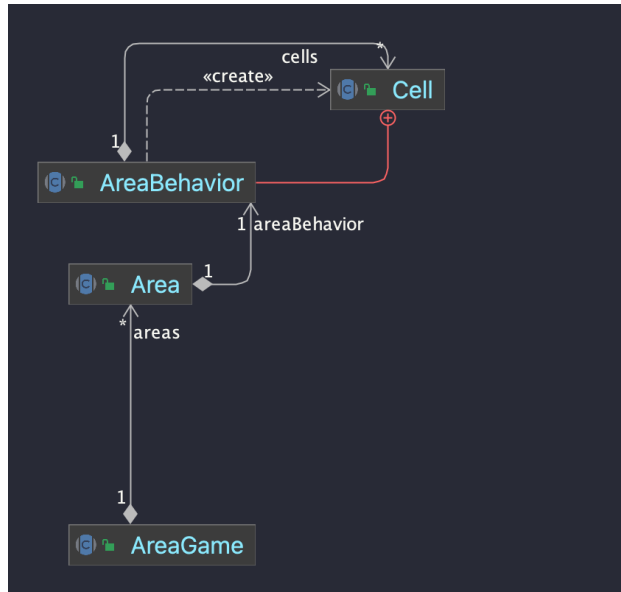 cells
*
«create»
Cell
1
AreaBehavior
1 areaBehavior
1
Area
*
areas
1
AreaGame